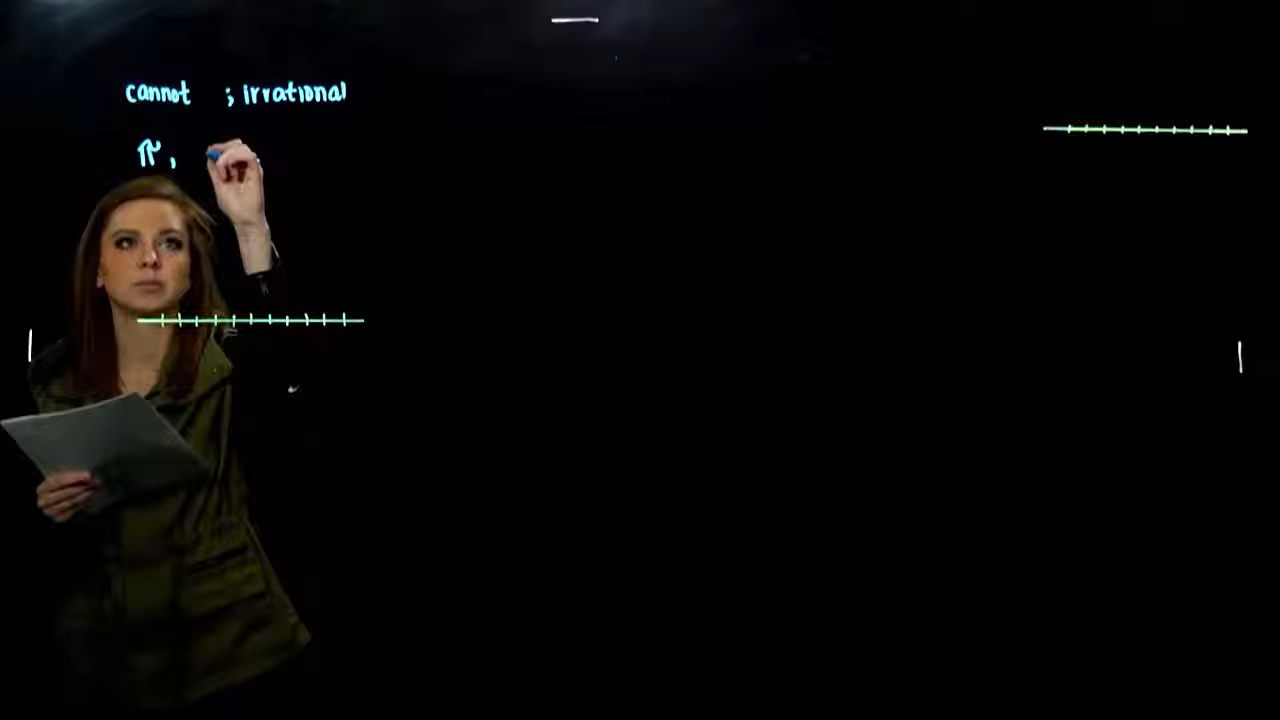 cannot ; irrational
π,